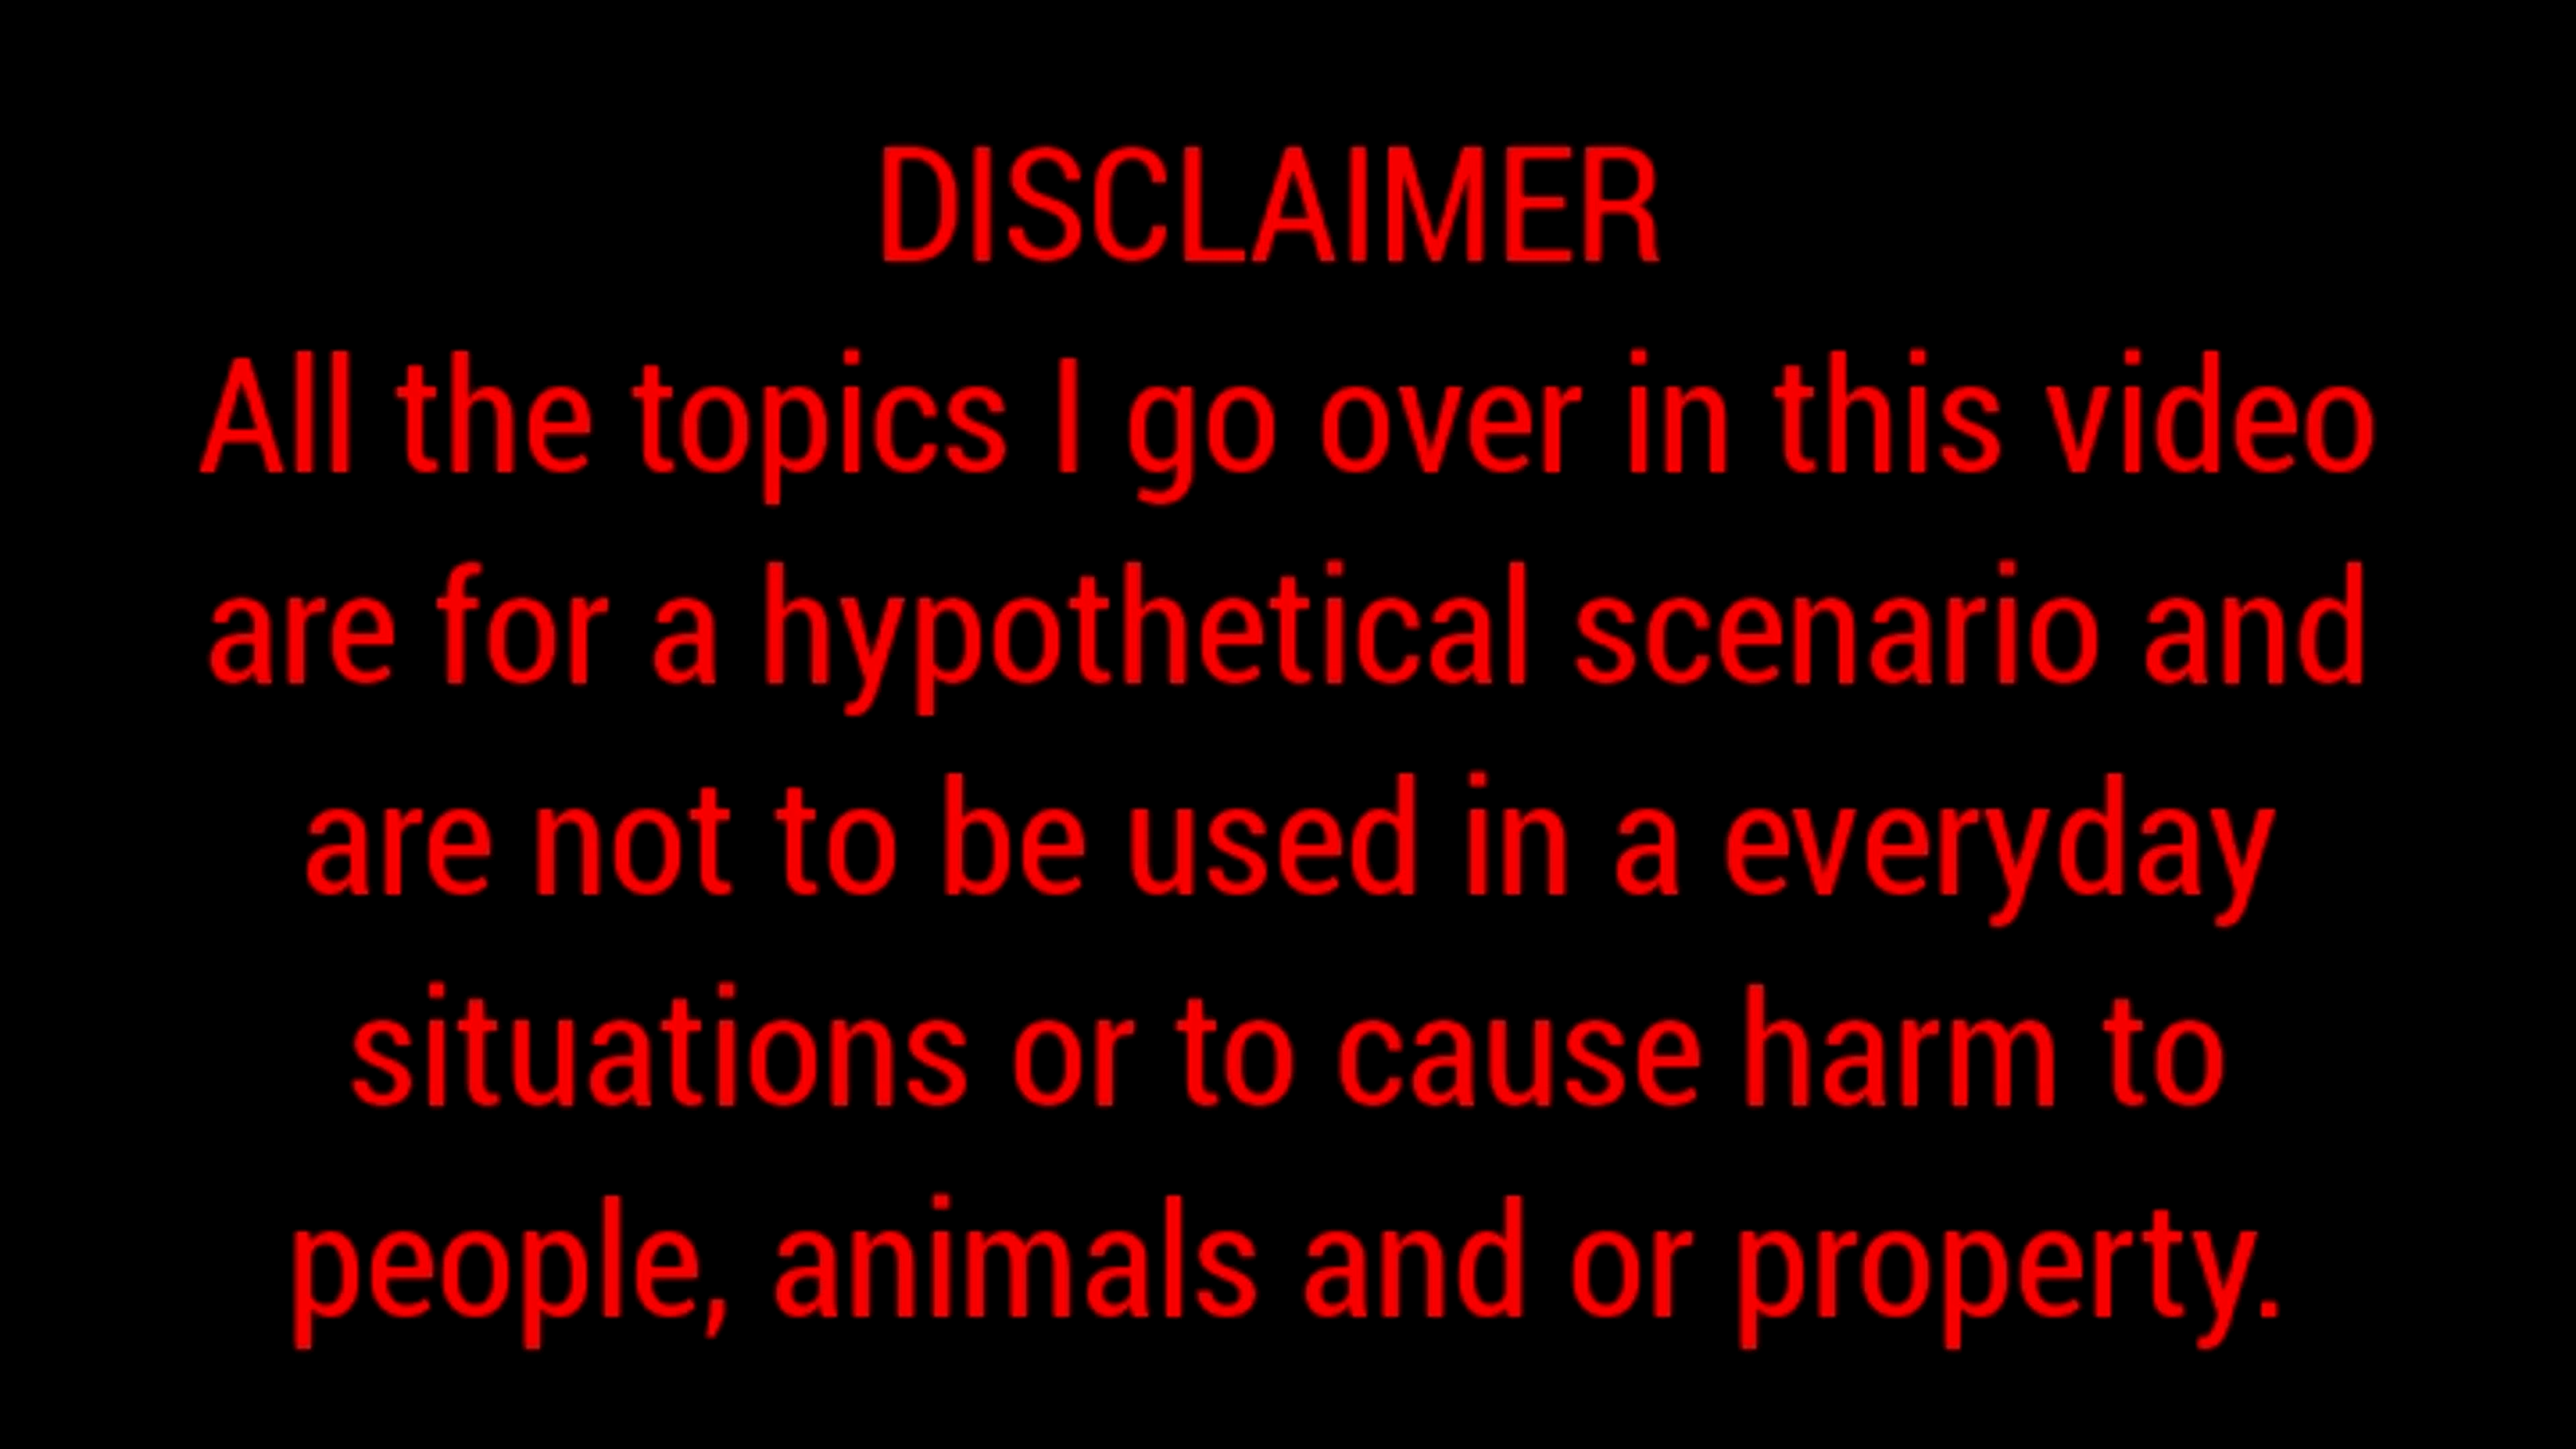 DISCLAIMER
All the topics I go over in this video
are for a hypothetical scenario and
are not to be used in a everyday
situations or to cause harm to
people, animals and or property.